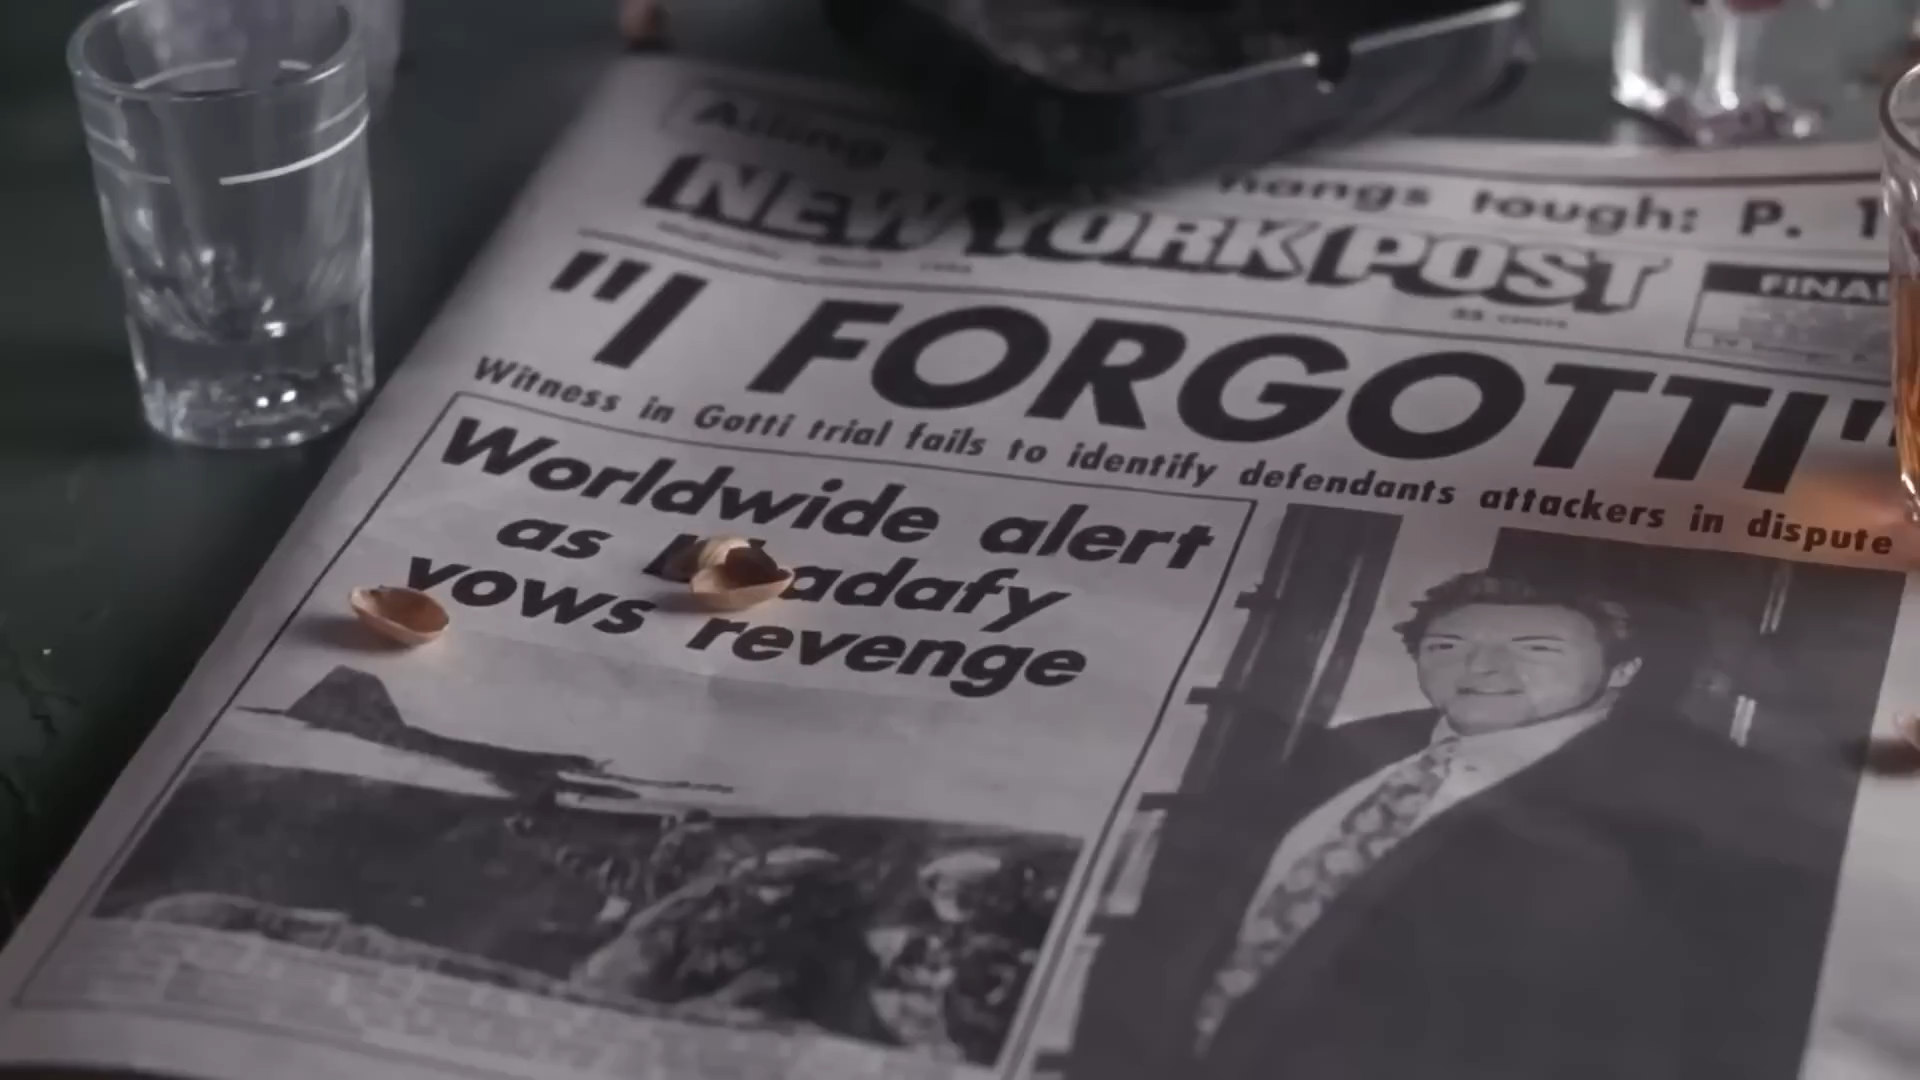 hangs tough: P. 1
NEW YORK POST
FINAL
"I FORGOTTI"
Witness in Gotti trial fails to identify defendants attackers in dispute
Worldwide alert
as adafy
vows revenge